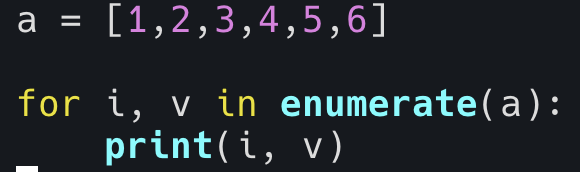 a = [1,2,3,4,5,6]
for i, v in enumerate(a):
    print(i, v)